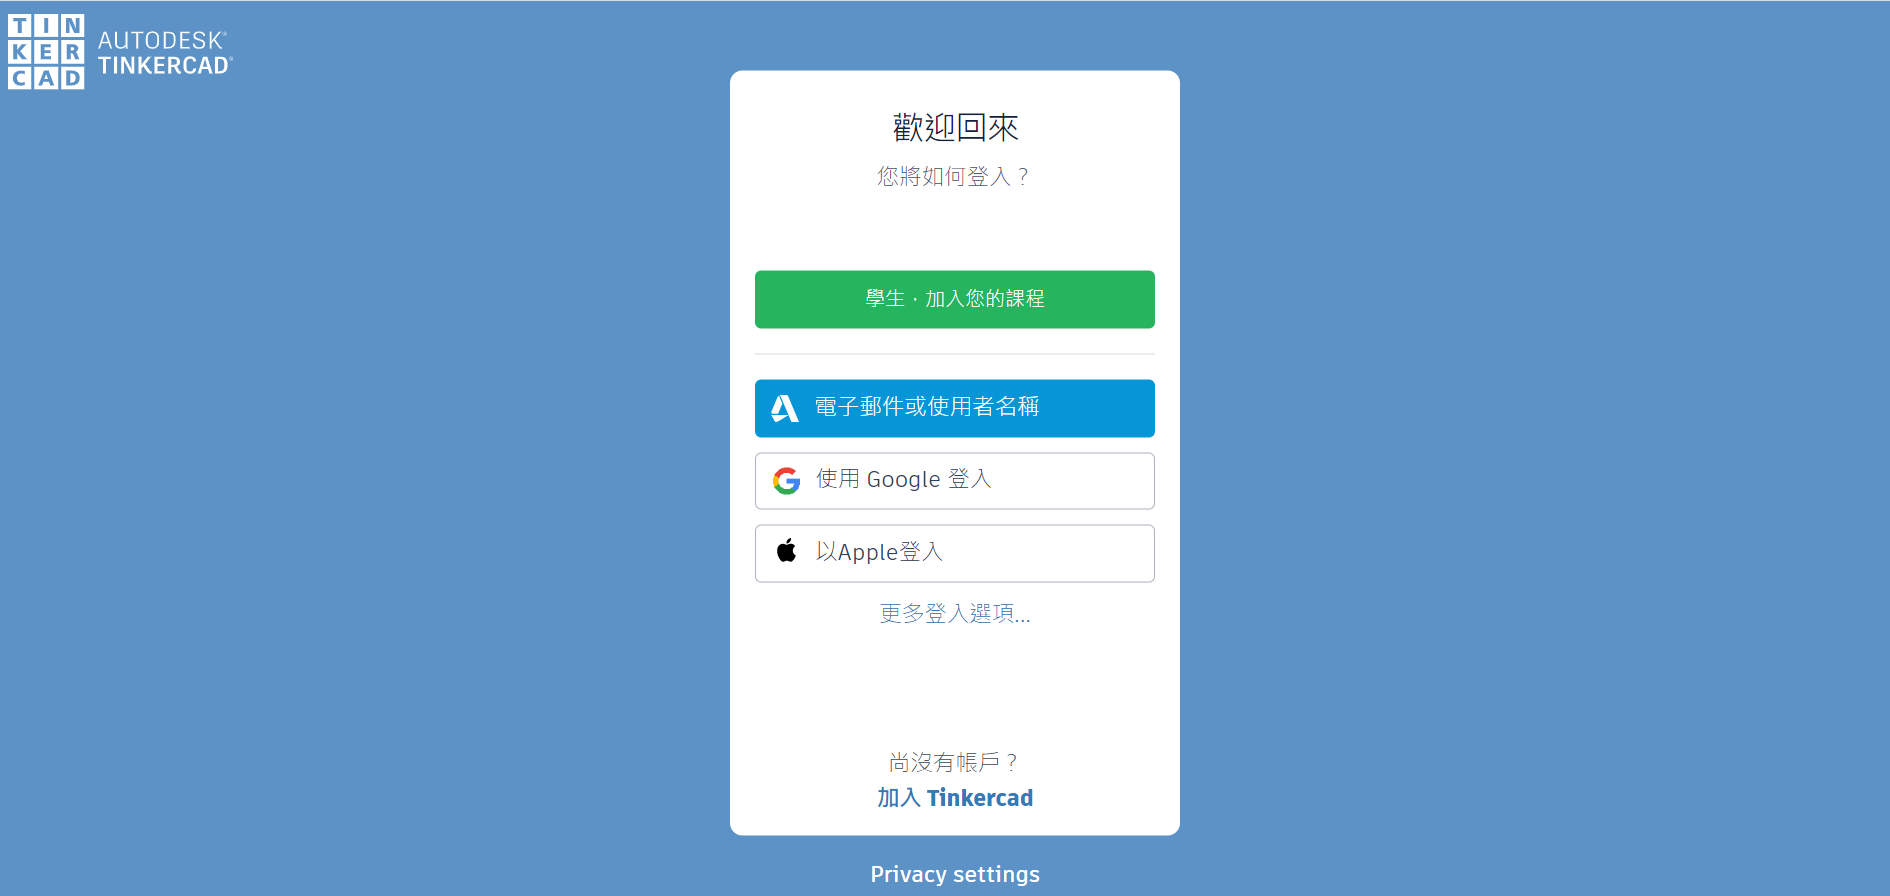 TIN
KER
CAD
AUTODESK®
TINKERCAD®
歡迎回來
您將如何登入？
學生，加入您的課程
電子郵件或使用者名稱
使用 Google 登入
以Apple登入
更多登入選項...
尚沒有帳戶？
加入 Tinkercad
Privacy settings